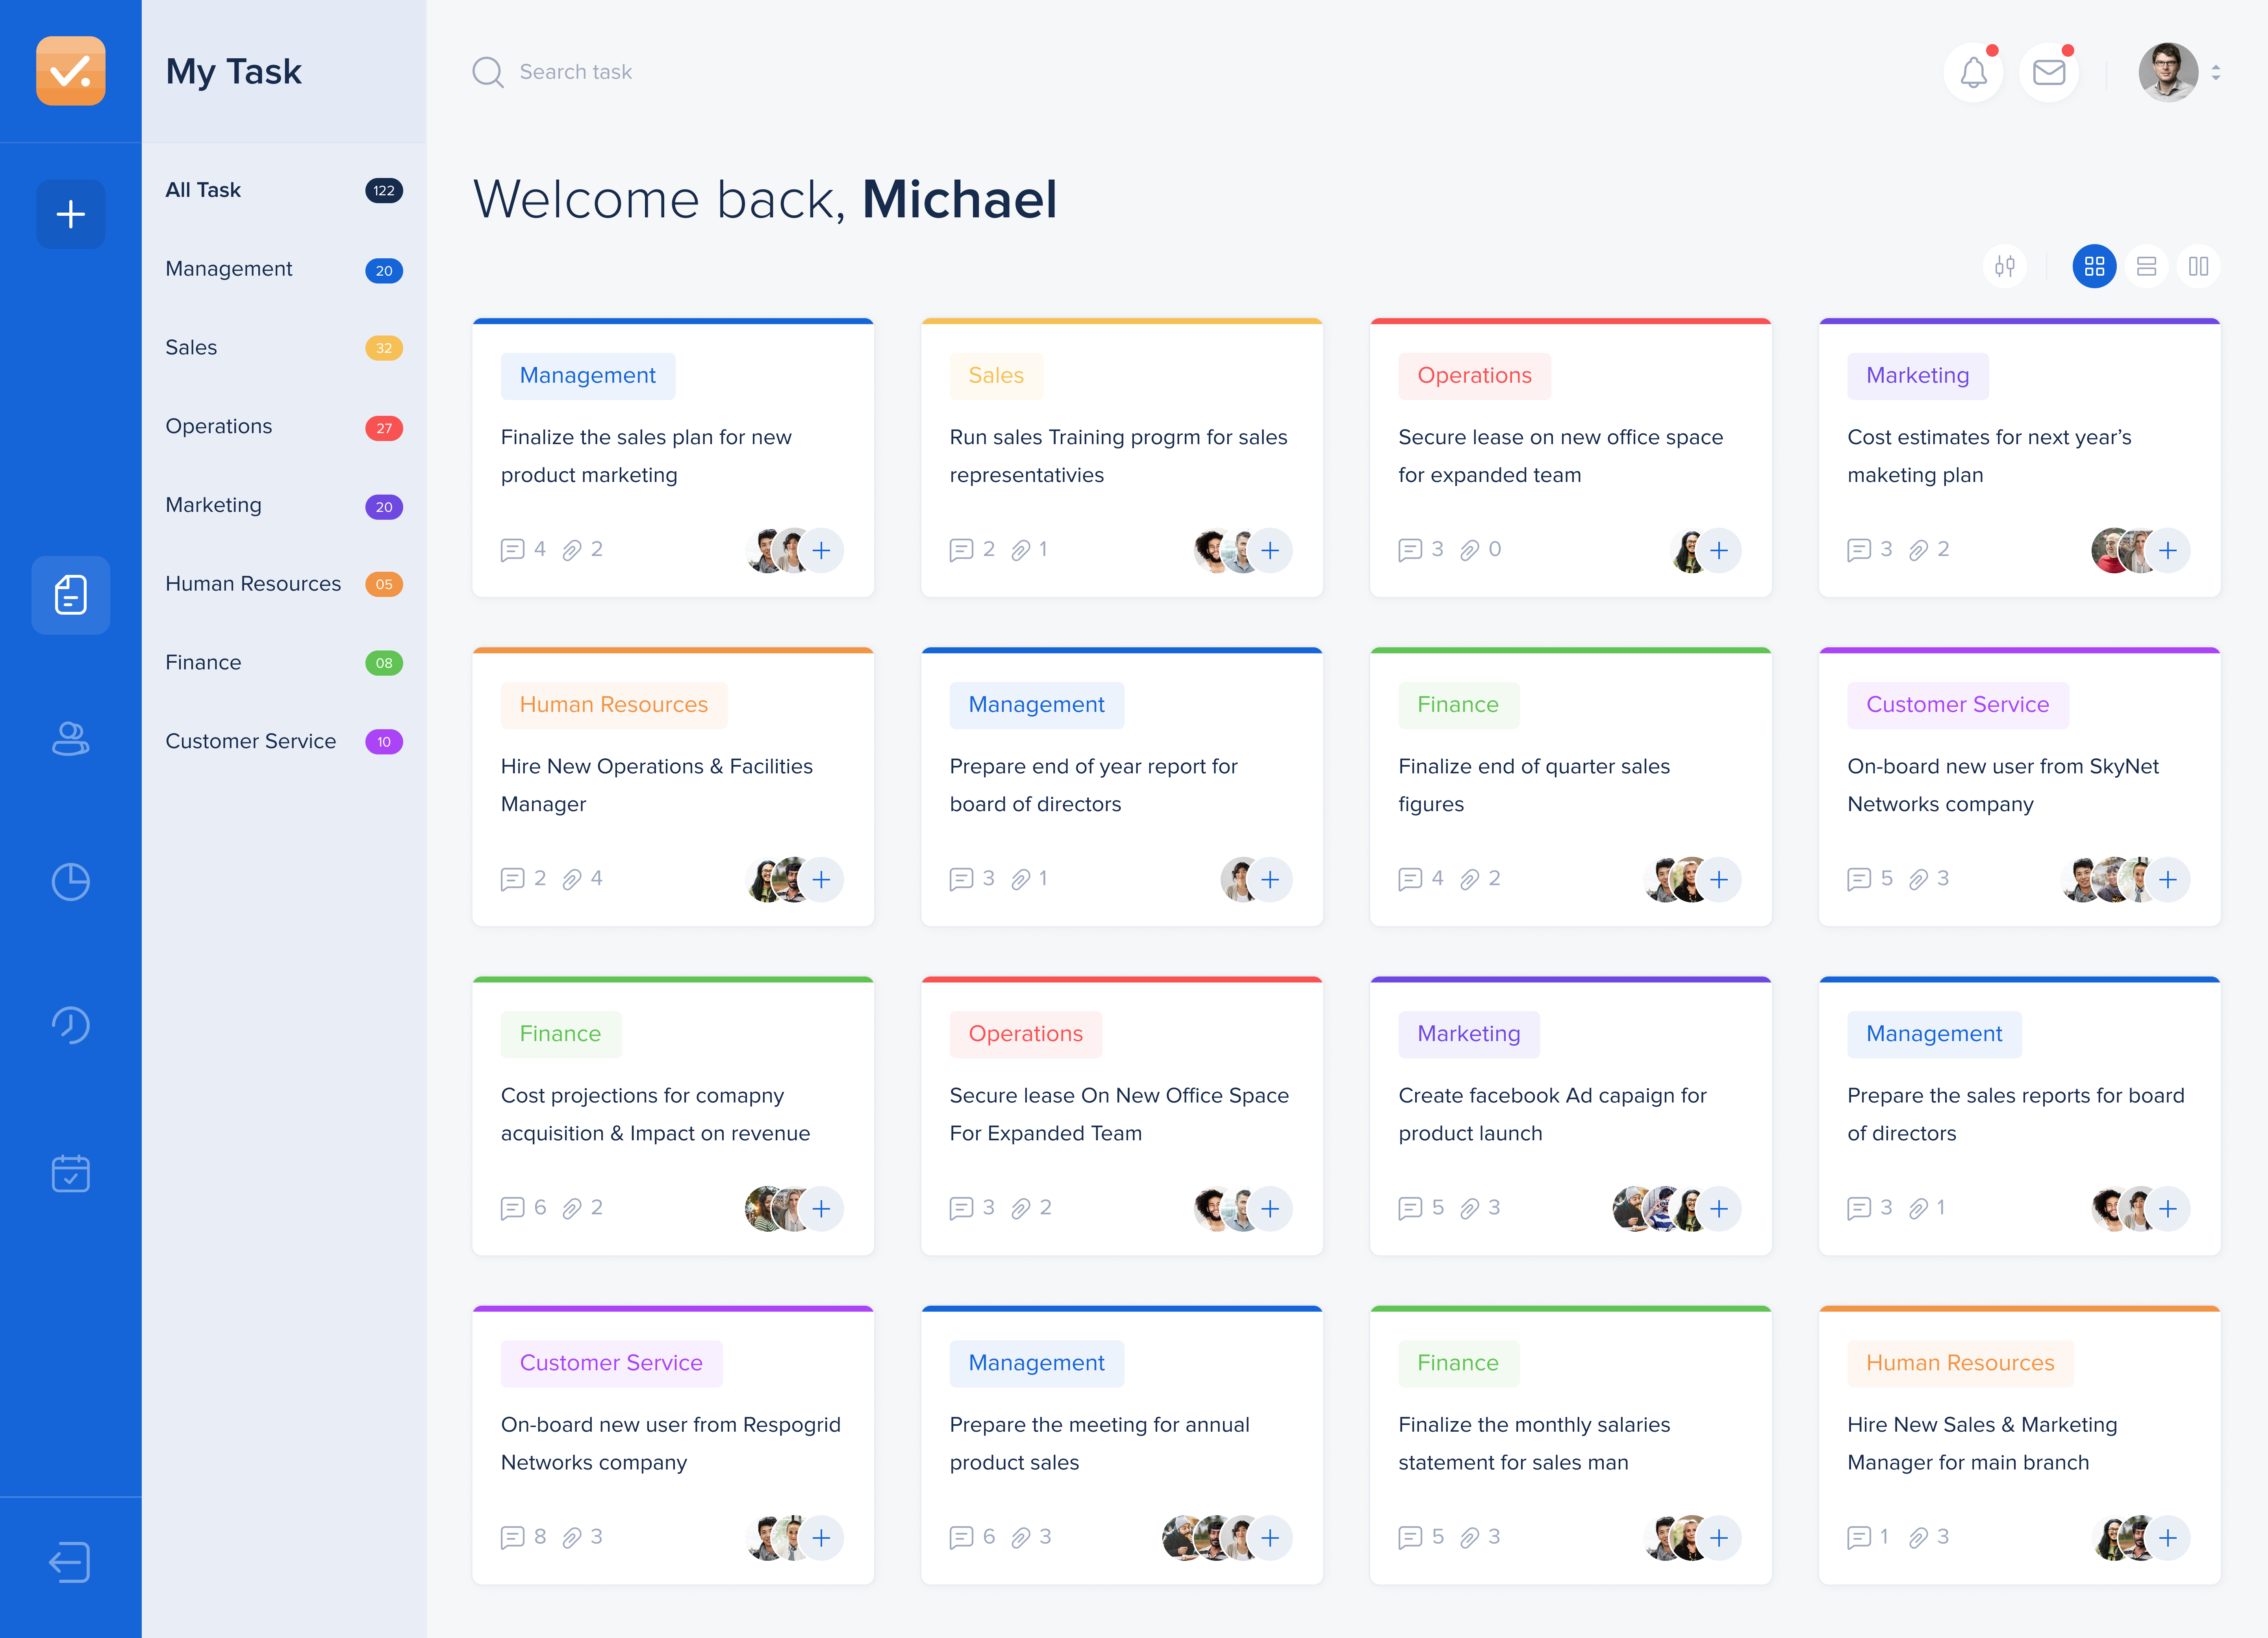 My Task
Search task
All Task 122
Management 20
Sales 32
Operations 27
Marketing 20
Human Resources 05
Finance 08
Customer Service 10
Welcome back, Michael
Management
Finalize the sales plan for new
product marketing
4 2
Sales
Run sales Training progrm for sales
representativies
2 1
Operations
Secure lease on new office space
for expanded team
3 0
Marketing
Cost estimates for next year’s
maketing plan
3 2
Human Resources
Hire New Operations & Facilities
Manager
2 4
Management
Prepare end of year report for
board of directors
3 1
Finance
Finalize end of quarter sales
figures
4 2
Customer Service
On-board new user from SkyNet
Networks company
5 3
Finance
Cost projections for comapny
acquisition & Impact on revenue
6 2
Operations
Secure lease On New Office Space
For Expanded Team
3 2
Marketing
Create facebook Ad capaign for
product launch
5 3
Management
Prepare the sales reports for board
of directors
3 1
Customer Service
On-board new user from Respogrid
Networks company
8 3
Management
Prepare the meeting for annual
product sales
6 3
Finance
Finalize the monthly salaries
statement for sales man
5 3
Human Resources
Hire New Sales & Marketing
Manager for main branch
1 3